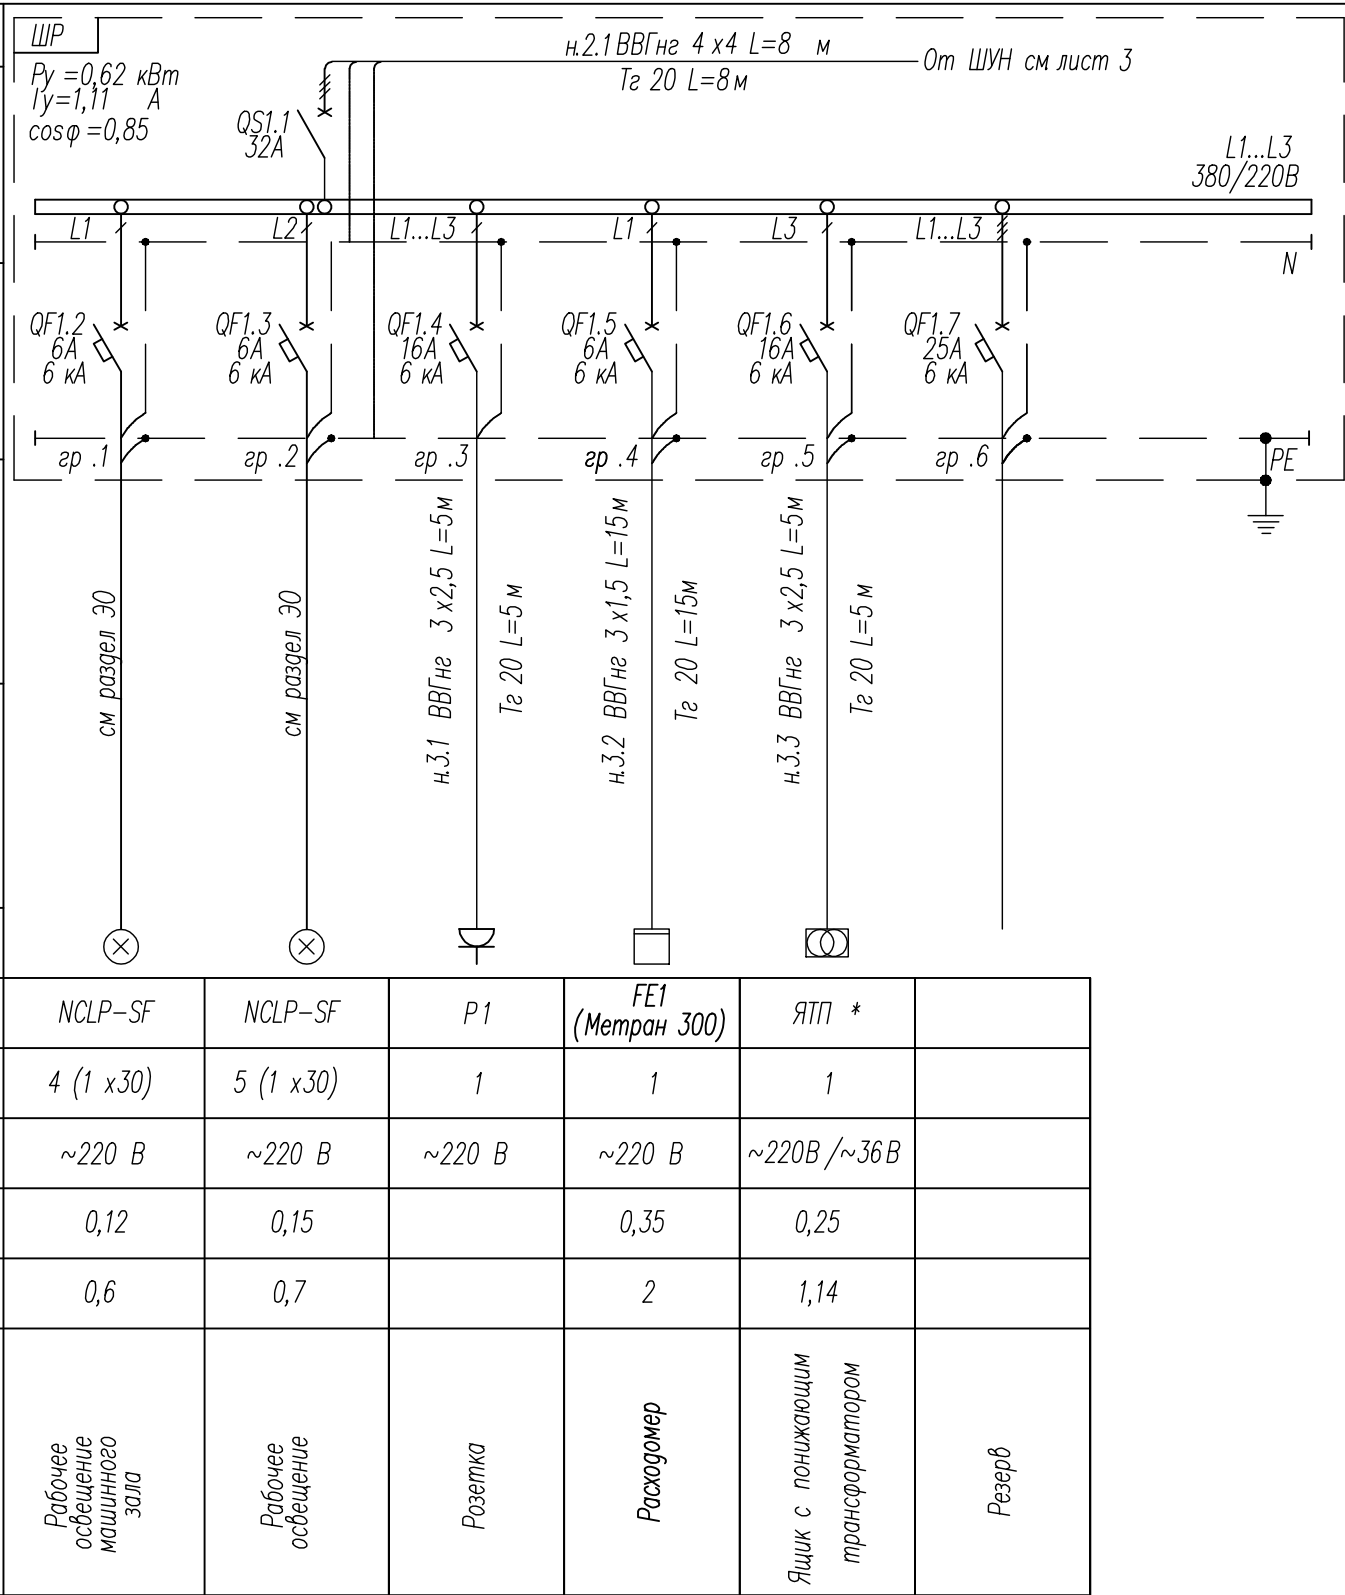 ШР
Ру =0,62 кВт
Iу=1,11 А
cosφ =0,85
н.2.1 ВВГнг 4 х4 L=8 м
Тг 20 L=8м
От ШУН см лист 3
QS1.1
32А
L1...L3
380/220В
L1
L2
L1...L3
L1
L3
L1...L3
N
QF1.2
6А
6 кА
QF1.3
6А
6 кА
QF1.4
16А
6 кА
QF1.5
6А
6 кА
QF1.6
16А
6 кА
QF1.7
25А
6 кА
гр .1
гр .2
гр .3
гр .4
гр .5
гр .6
PE
см раздел ЭО
см раздел ЭО
н.3.1 ВВГнг 3 х2,5 L=5м
Тг 20 L=5м
н.3.2 ВВГнг 3 х1,5 L=15м
Тг 20 L=15м
н.3.3 ВВГнг 3 х2,5 L=5м
Тг 20 L=5м
NCLP-SF
NCLP-SF
Р1
FE1
(Метран 300)
ЯТП *
4 (1 х30)
5 (1 х30)
1
1
1
~220 В
~220 В
~220 В
~220 В
~220В /~36В
0,12
0,15
0,35
0,25
0,6
0,7
2
1,14
Рабочее
освещение
машинного
зала
Рабочее
освещение
Розетка
Расходомер
Ящик с понижающим
трансформатором
Резерв